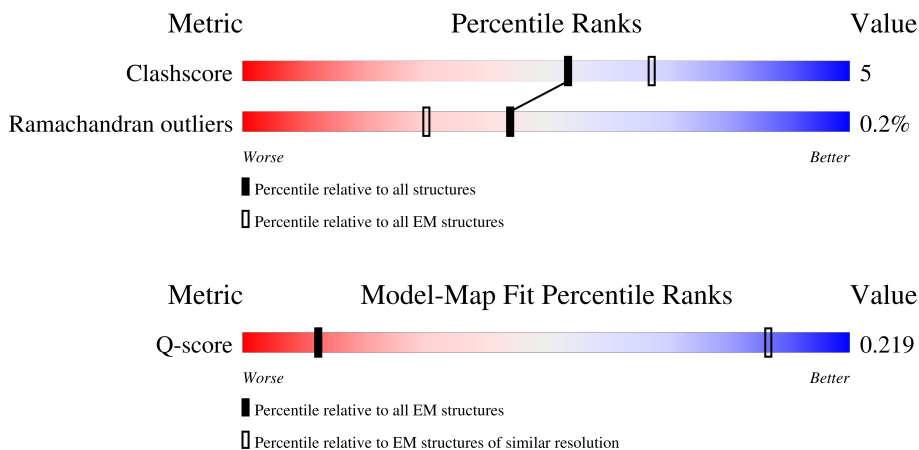 Metric Percentile Ranks Value
Clashscore 5
Ramachandran outliers 0.2%
Worse Better
Percentile relative to all structures
Percentile relative to all EM structures
Metric Model-Map Fit Percentile Ranks Value
Q-score 0.219
Worse Better
Percentile relative to all EM structures
Percentile relative to EM structures of similar resolution